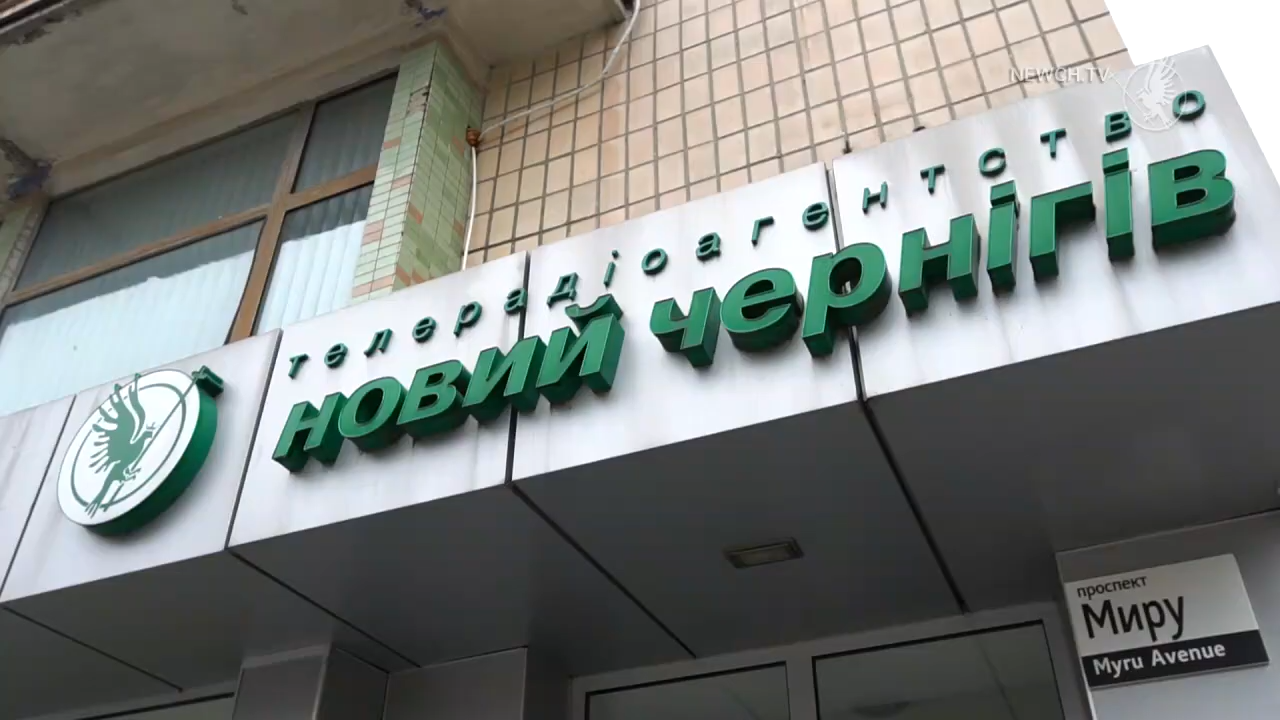 NEWCH.TV
телерадіоагентство
новий чернігів
проспект
Миру
Myru Avenue